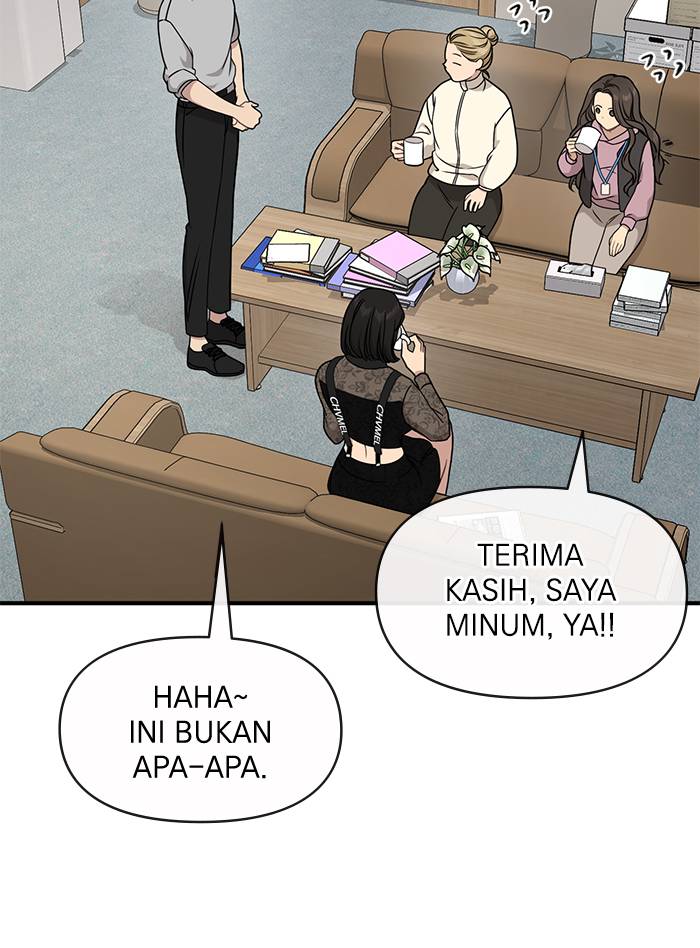 CHVMEL
CHVMEL
TERIMA
KASIH, SAYA
MINUM, YA!!
HAHA~
INI BUKAN
APA-APA.